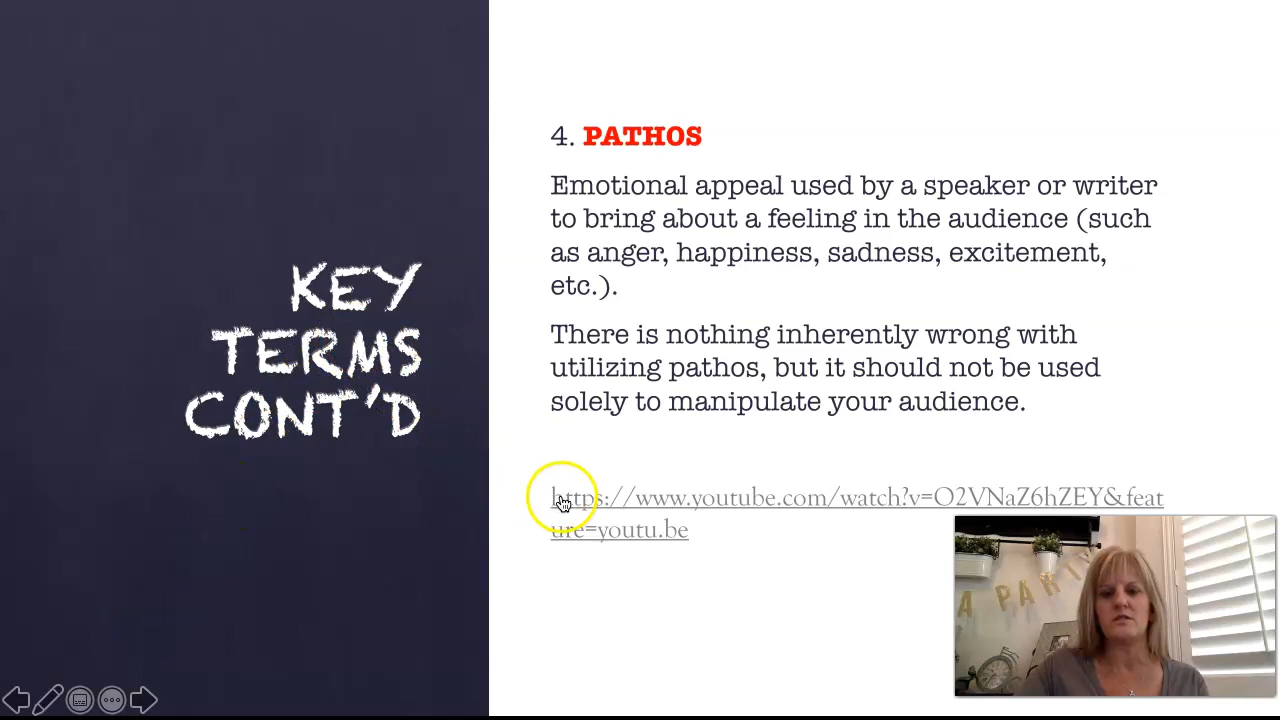 KEY
TERMS
CONT'D
4. PATHOS
Emotional appeal used by a speaker or writer
to bring about a feeling in the audience (such
as anger, happiness, sadness, excitement,
etc.).
There is nothing inherently wrong with
utilizing pathos, but it should not be used
solely to manipulate your audience.
https://www.youtube.com/watch?v=O2VNaZ6hZEY&feat
ure=youtu.be
A PART